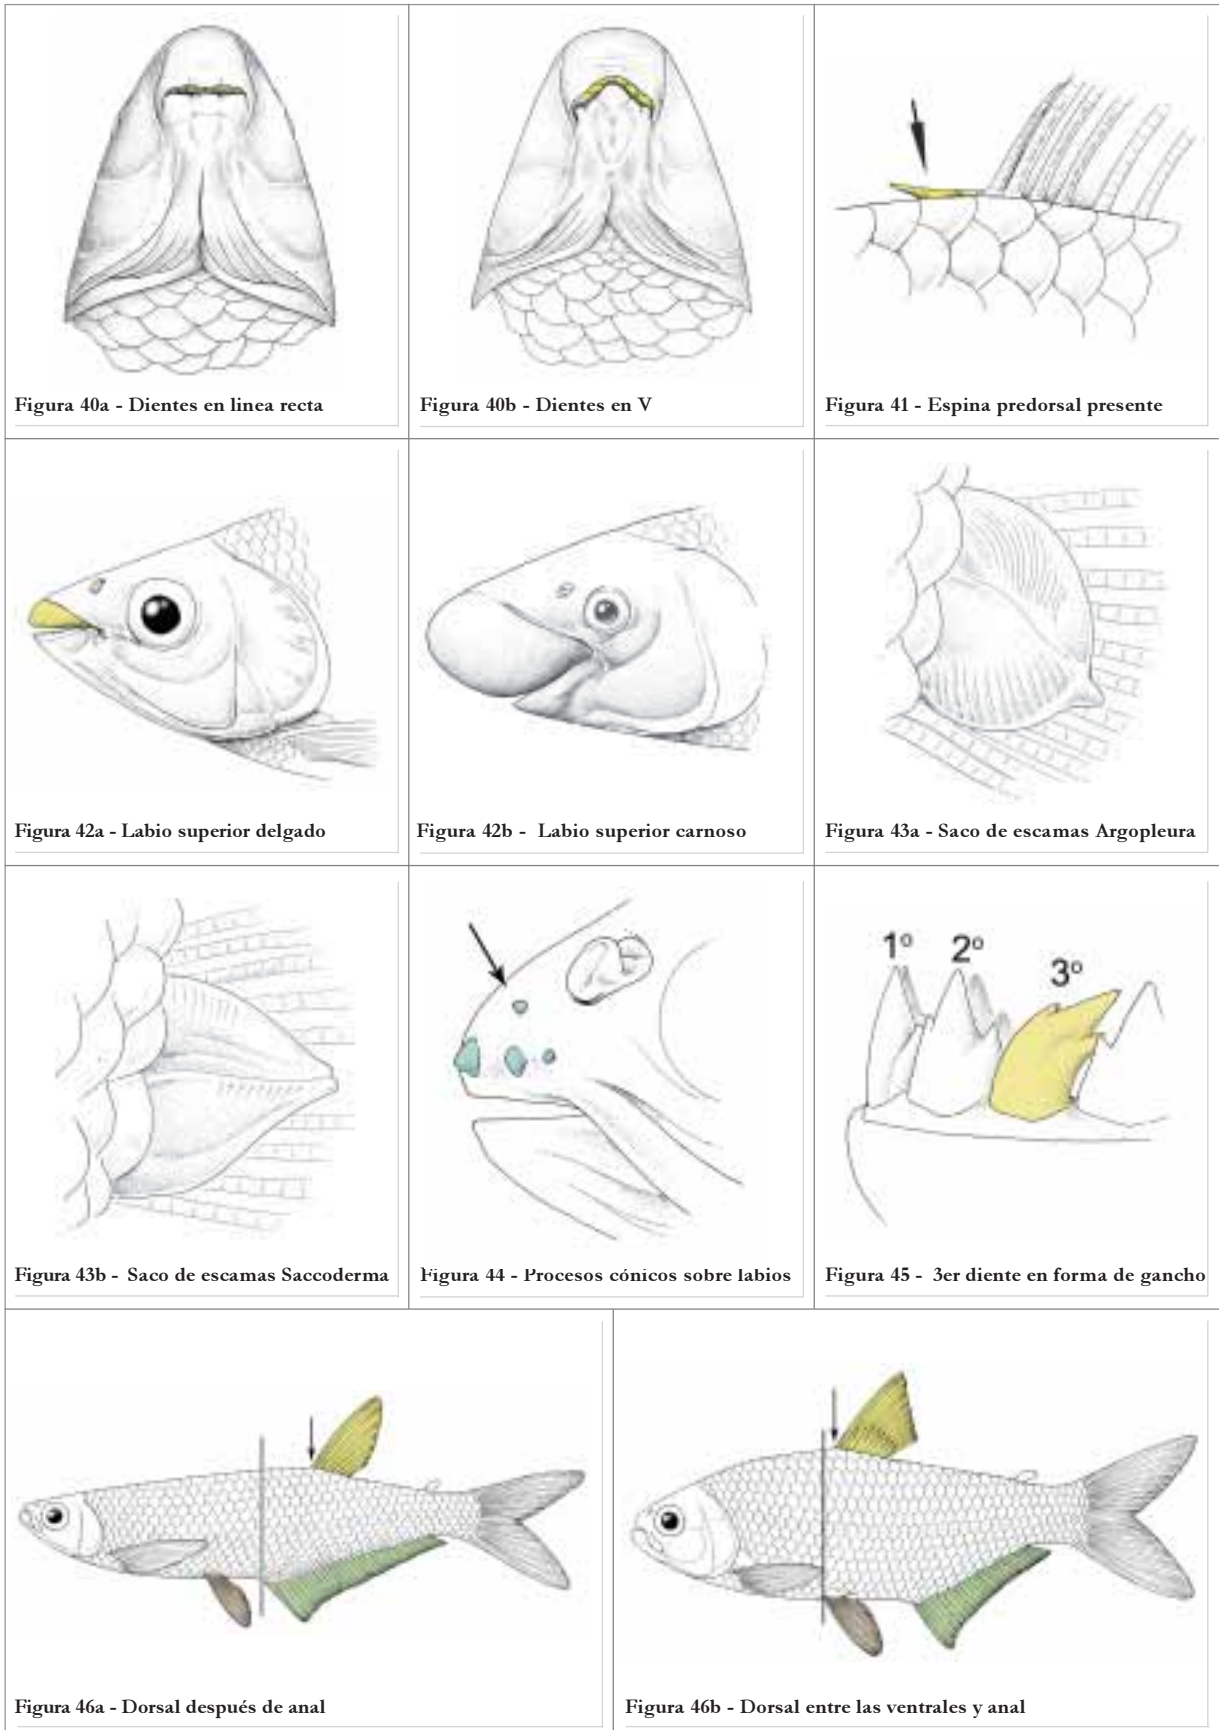 Figura 40a - Dientes en linea recta
Figura 40b - Dientes en V
Figura 41 - Espina predorsal presente
Figura 42a - Labio superior delgado
Figura 42b - Labio superior carnoso
Figura 43a - Saco de escamas Argopleura
Figura 43b - Saco de escamas Saccoderma
Figura 44 - Procesos cónicos sobre labios
1º 2º 3º
Figura 45 - 3er diente en forma de gancho
Figura 46a - Dorsal después de anal
Figura 46b - Dorsal entre las ventrales y anal